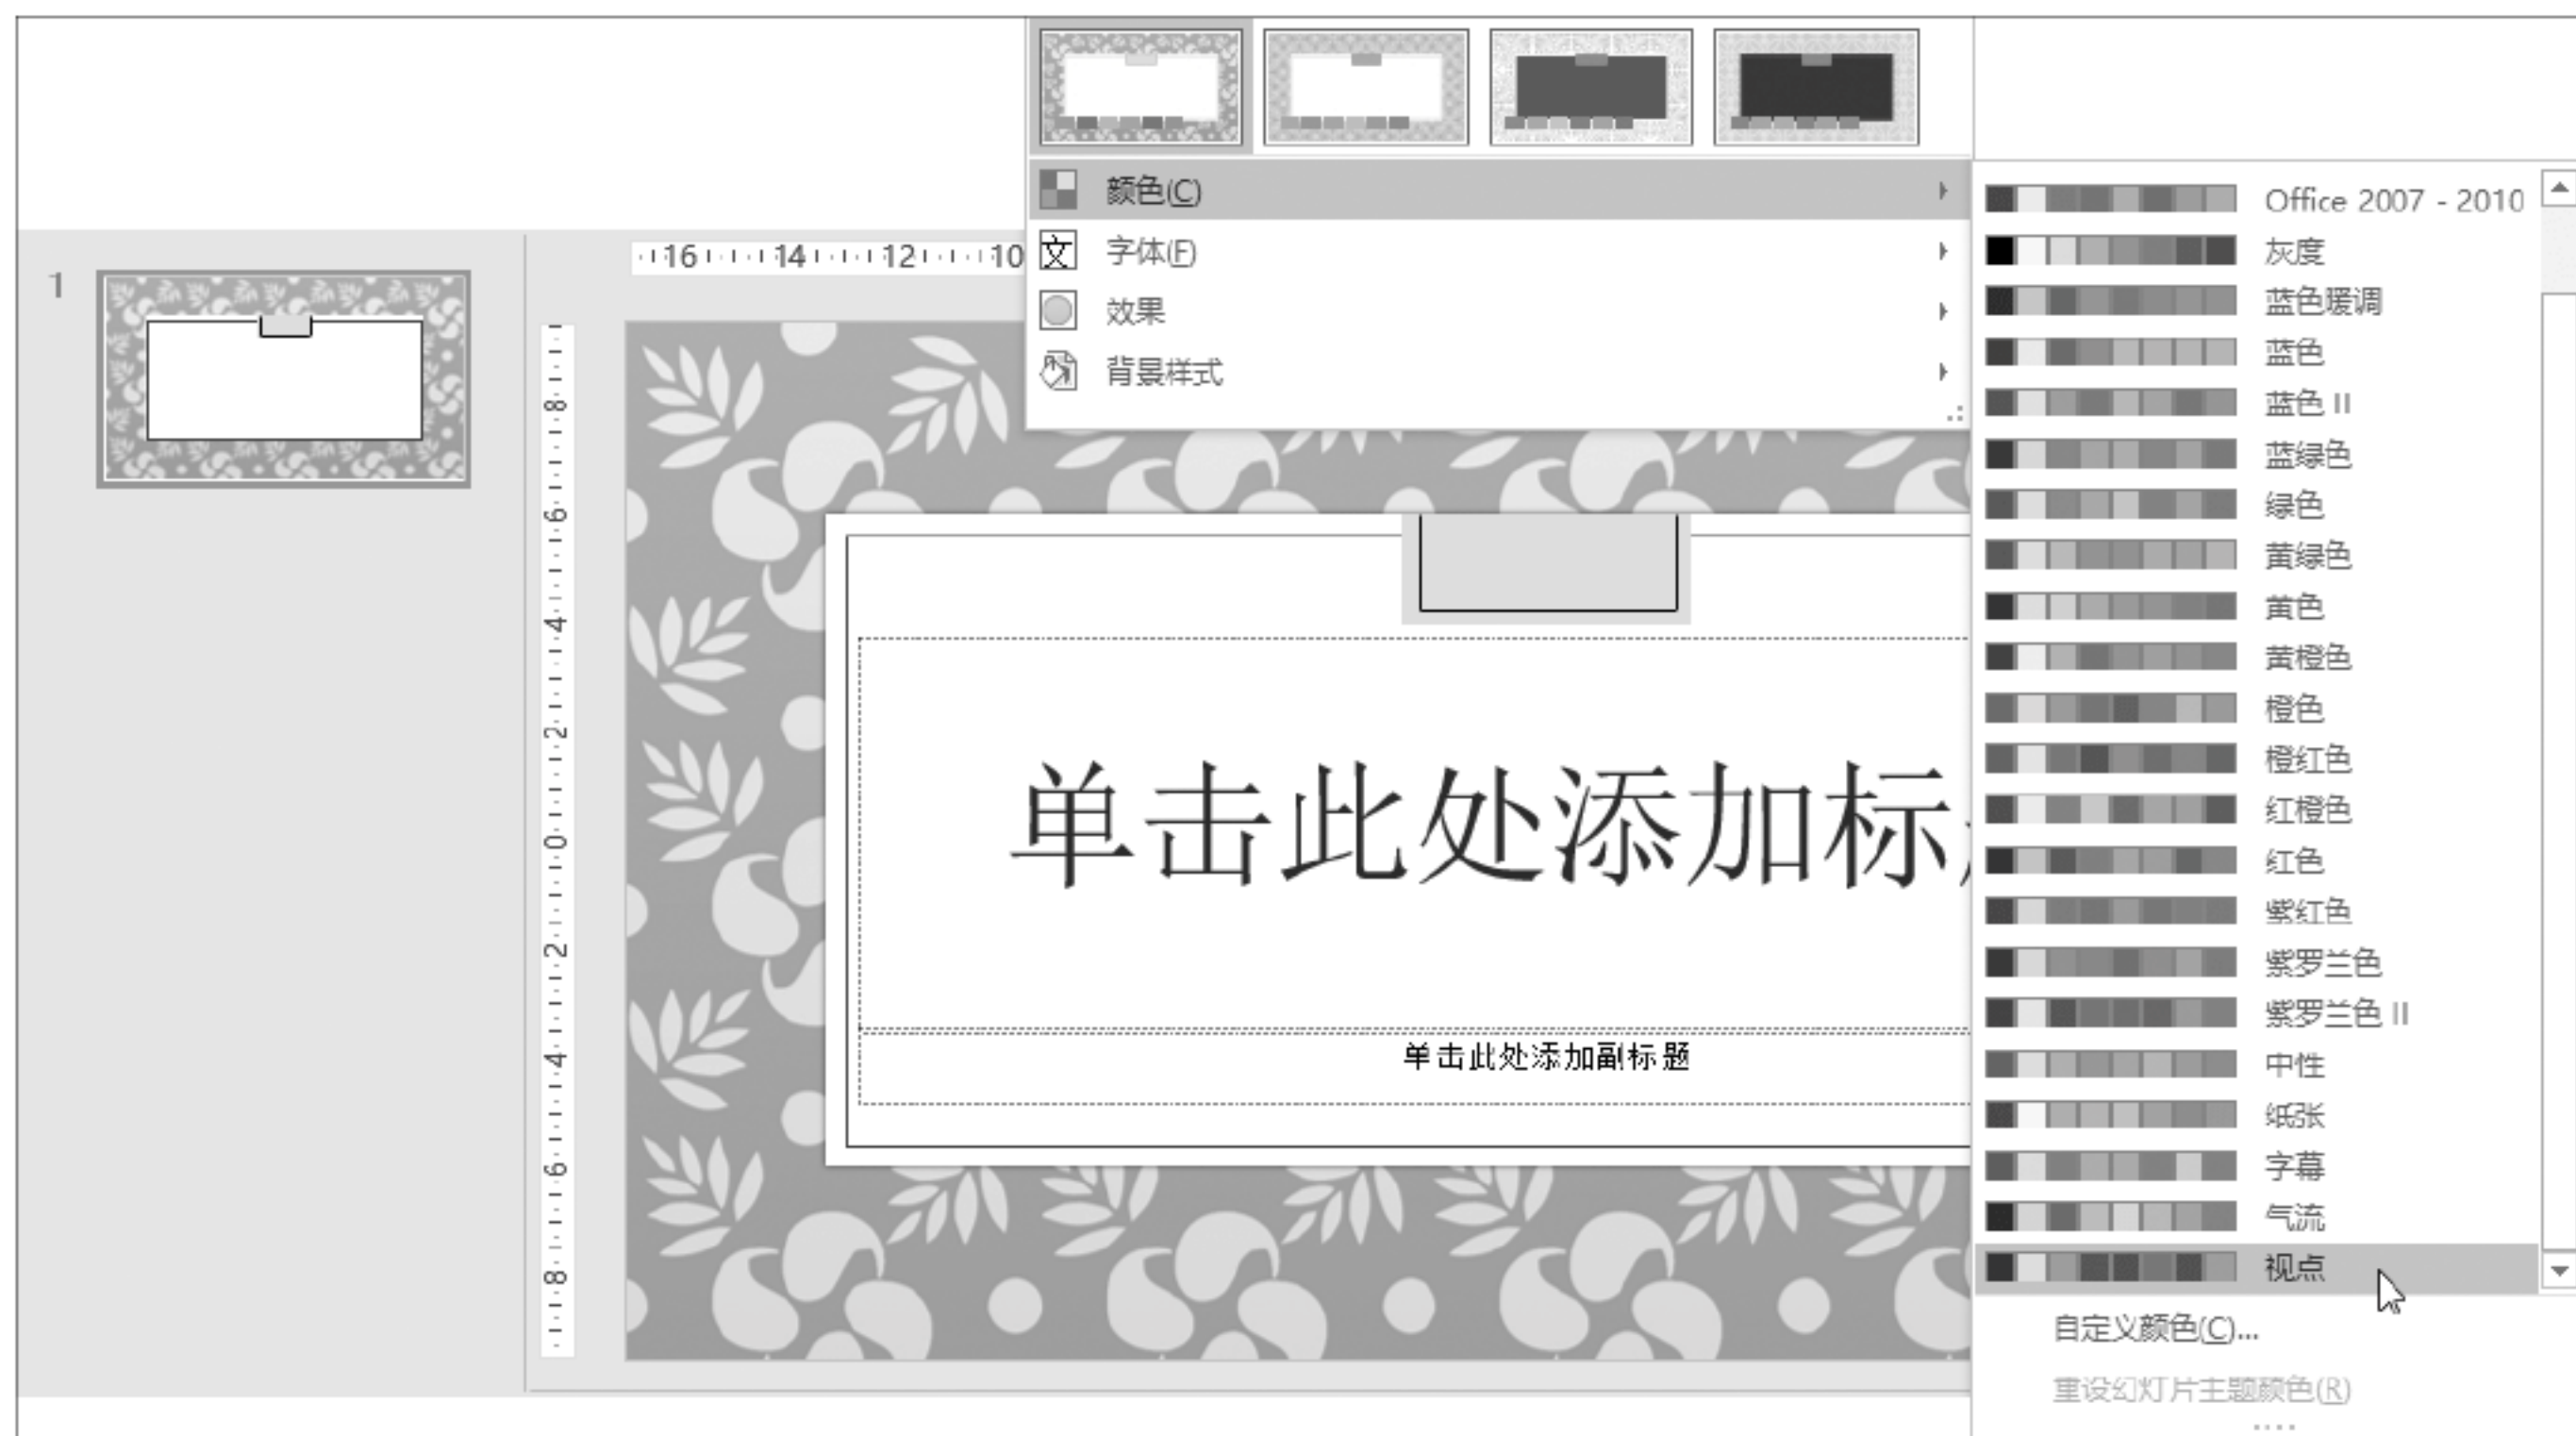 颜色(C)
字体(F)
效果
背景样式
Office 2007 - 2010
灰度
蓝色暖调
蓝色
蓝色 II
蓝绿色
绿色
黄绿色
黄色
黄橙色
橙色
橙红色
红橙色
红色
紫红色
紫罗兰色
紫罗兰色 II
中性
纸张
字幕
气流
视点
自定义颜色(C)...
重设幻灯片主题颜色(R)
1
16 14 12 10
8
6
4
2
0
2
4
6
8
单击此处添加标
单击此处添加副标题